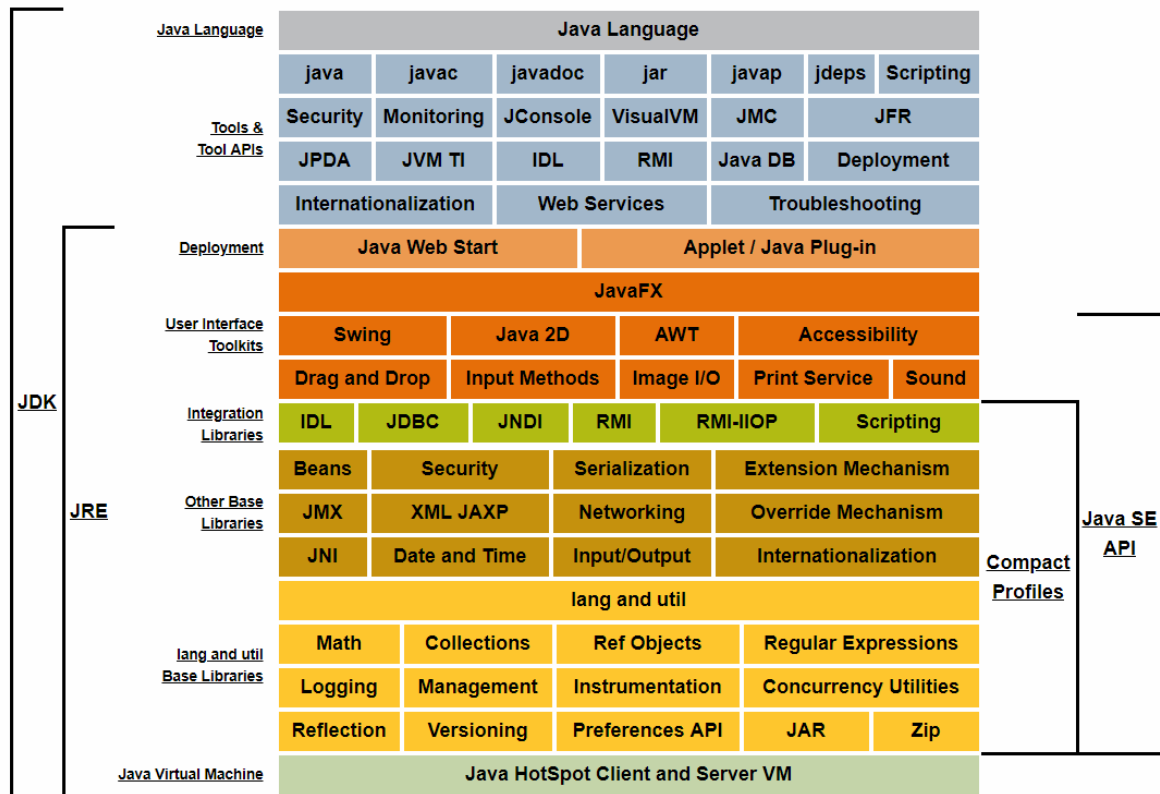 Java Language Java Language
java javac javadoc jar javap jdeps Scripting
Tools & Tool APIs
Security Monitoring JConsole VisualVM JMC JFR
JPDA JVM TI IDL RMI Java DB Deployment
Internationalization Web Services Troubleshooting
Deployment Java Web Start Applet / Java Plug-in
JavaFX
User Interface Toolkits
Swing Java 2D AWT Accessibility
Drag and Drop Input Methods Image I/O Print Service Sound
JDK
Integration Libraries
IDL JDBC JNDI RMI RMI-IIOP Scripting
JRE
Other Base Libraries
Beans Security Serialization Extension Mechanism
JMX XML JAXP Networking Override Mechanism
JNI Date and Time Input/Output Internationalization
Java SE API
Compact Profiles
lang and util
lang and util Base Libraries
Math Collections Ref Objects Regular Expressions
Logging Management Instrumentation Concurrency Utilities
Reflection Versioning Preferences API JAR Zip
Java Virtual Machine Java HotSpot Client and Server VM